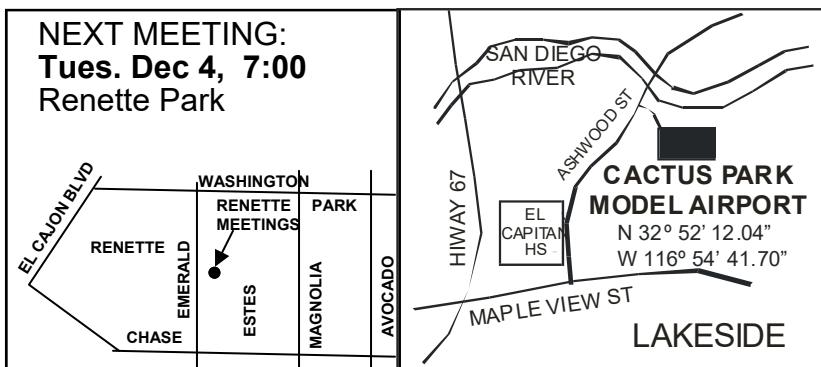 NEXT MEETING:
Tues. Dec 4, 7:00
Renette Park
EL CAJON BLVD
WASHINGTON
RENETTE
PARK
MEETINGS
RENETTE
EMERALD
ESTES
MAGNOLIA
AVOCADO
CHASE
SAN DIEGO
RIVER
HIWAY 67
ASHWOOD ST
CACTUS PARK
MODEL AIRPORT
N 32º 52’ 12.04”
W 116º 54’ 41.70”
EL
CAPITAN
HS
MAPLE VIEW ST
LAKESIDE